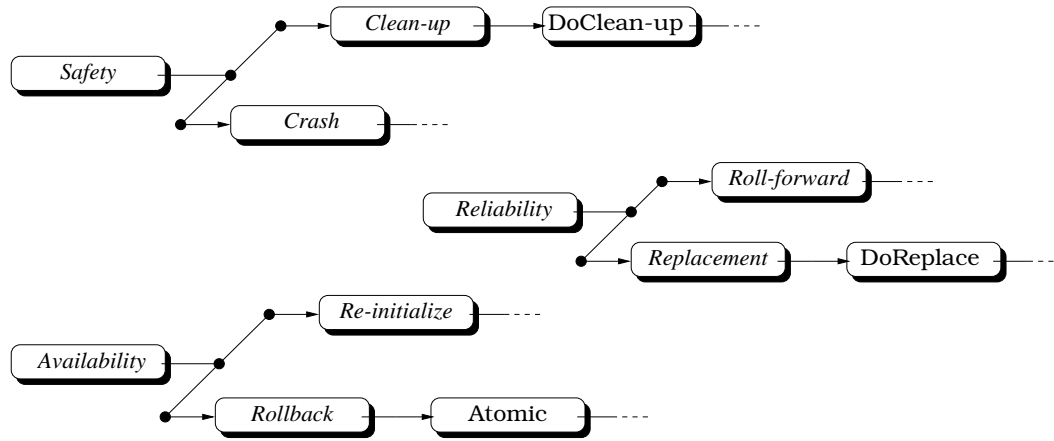 Clean-up
DoClean-up
Safety
Crash
Roll-forward
Reliability
Replacement
DoReplace
Re-initialize
Availability
Rollback
Atomic